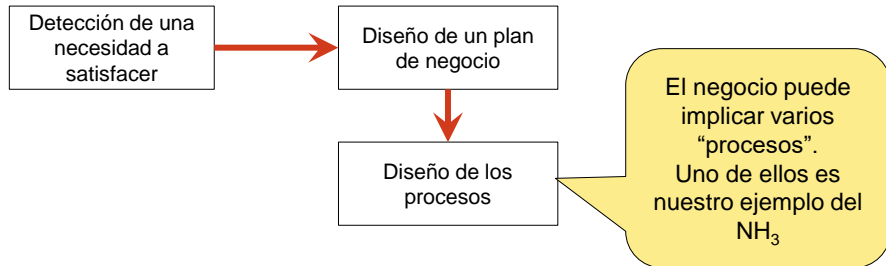 Detección de una
necesidad a
satisfacer
Diseño de un plan
de negocio
Diseño de los
procesos
El negocio puede
implicar varios
“procesos”.
Uno de ellos es
nuestro ejemplo del
NH₃